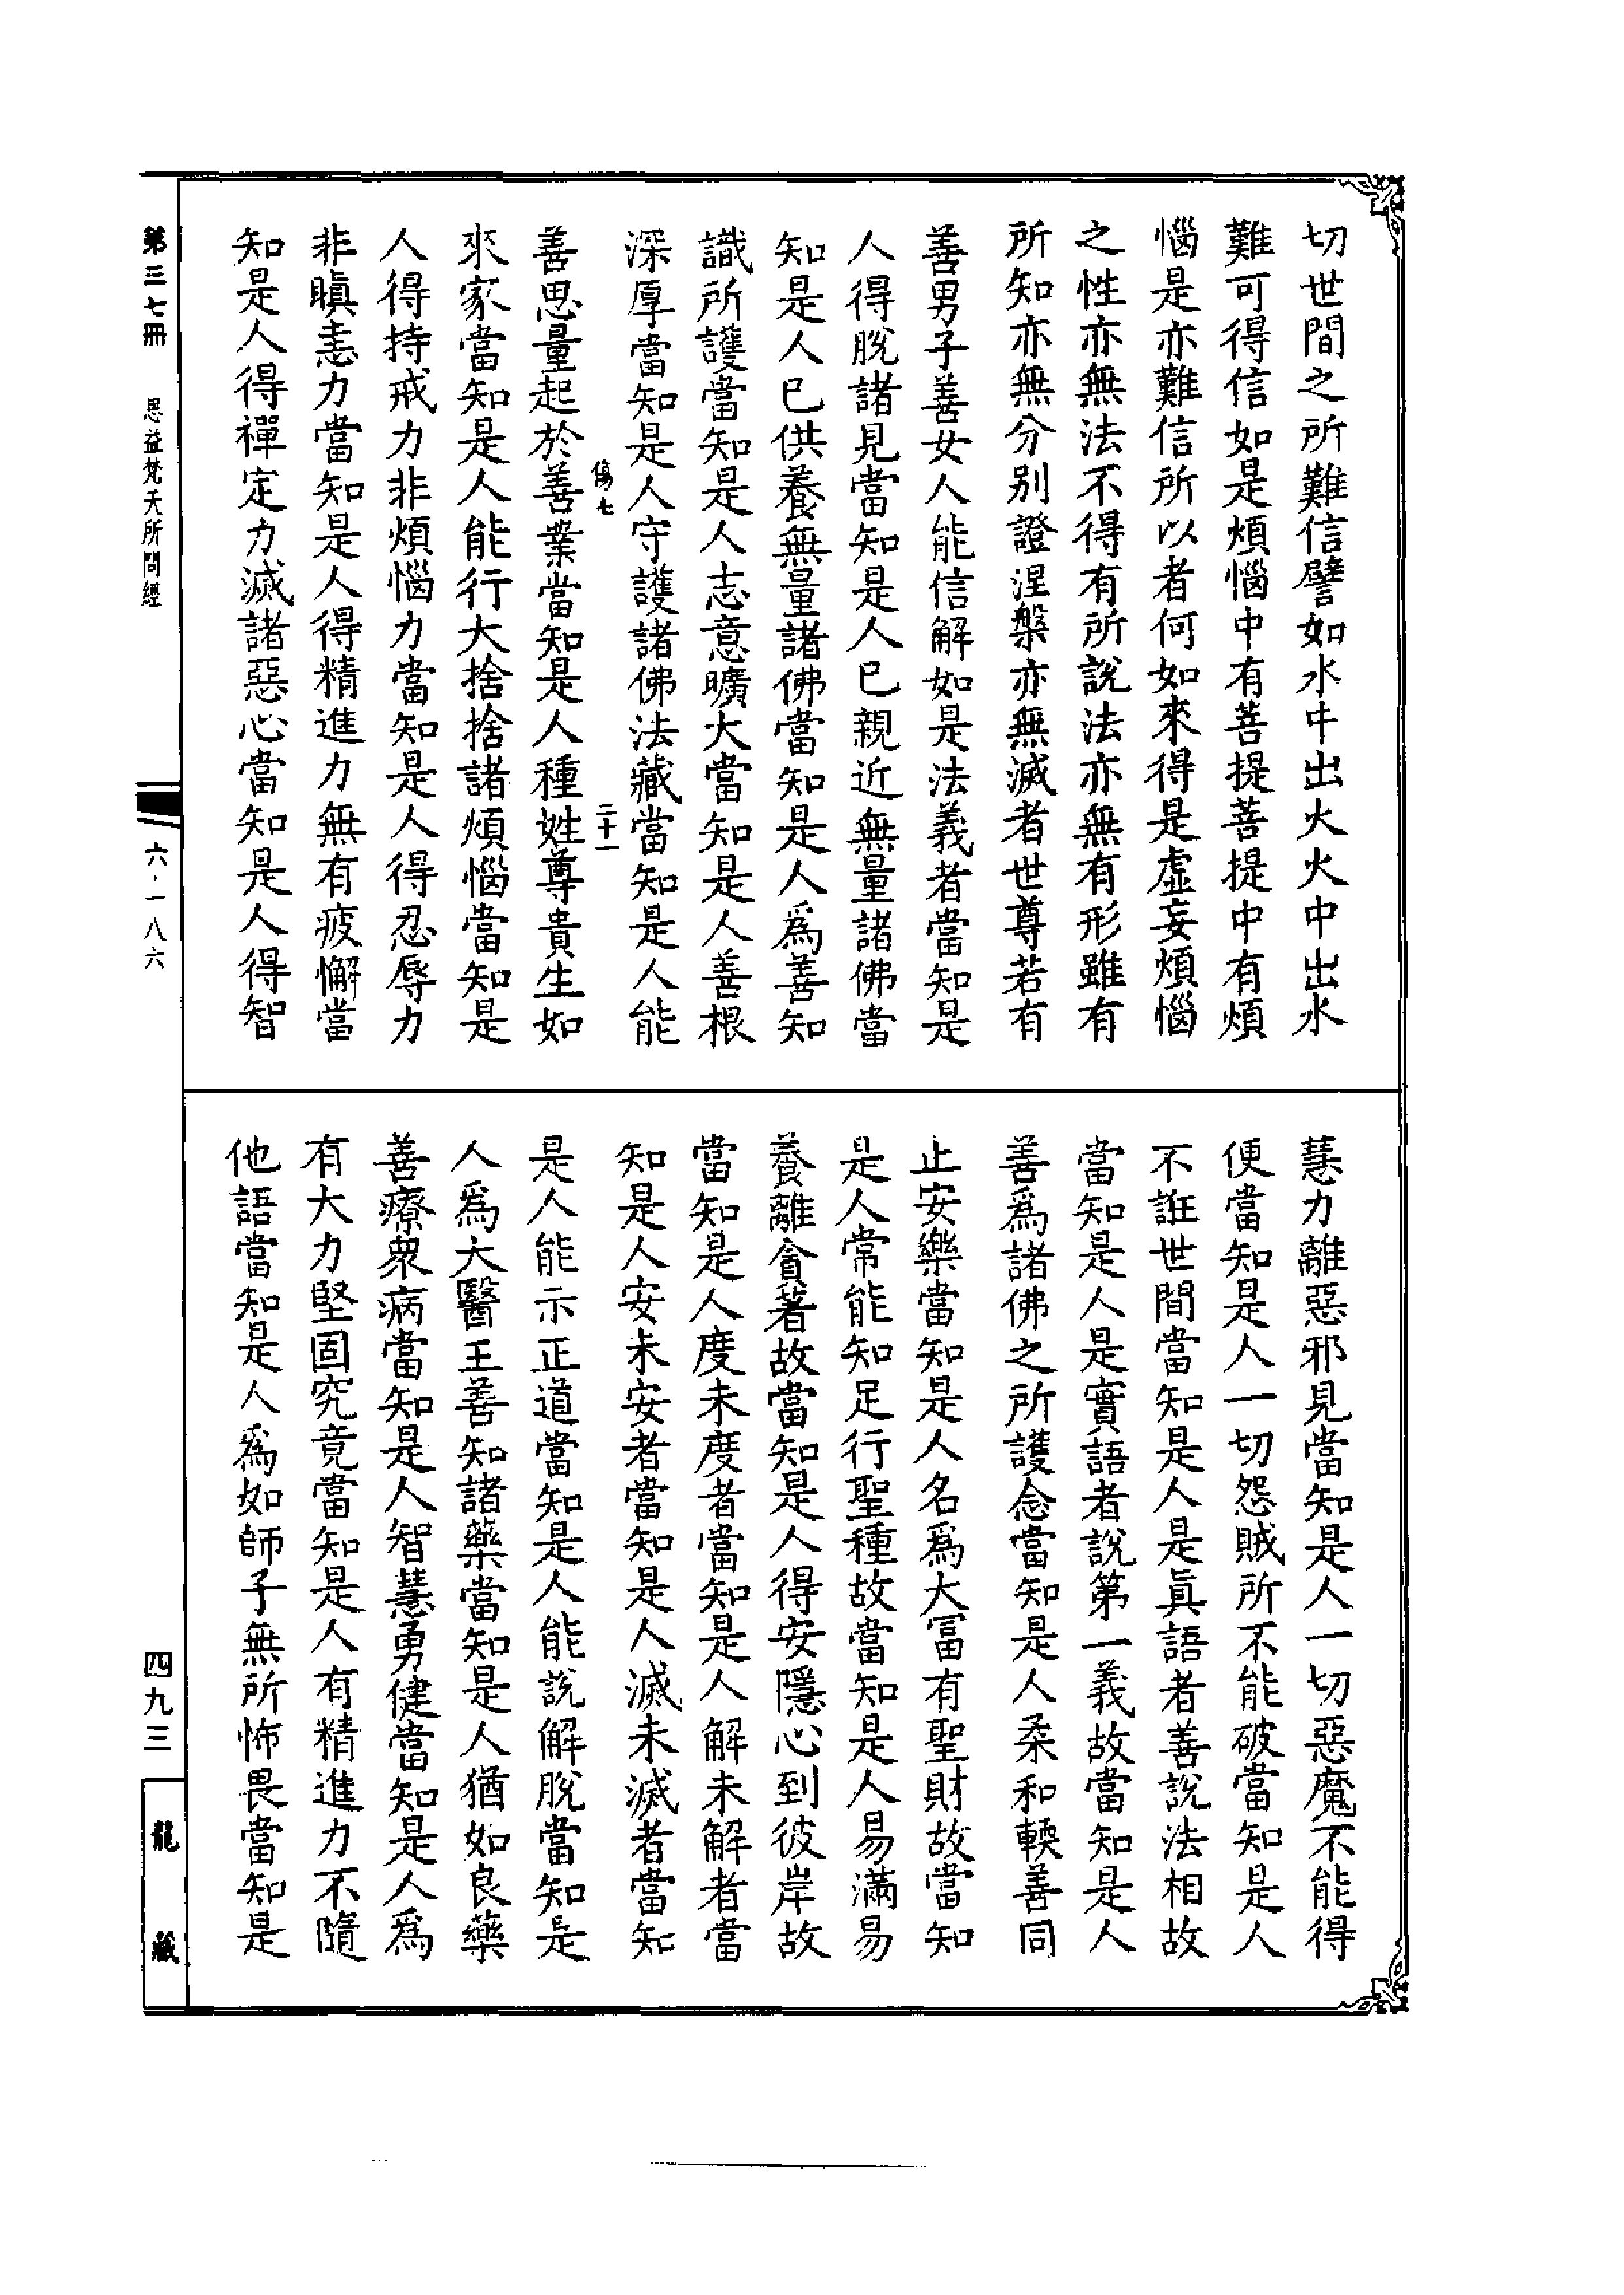 切世間之所難信譬如水中出火火中出水
難可得信如是煩惱中有菩提菩提中有煩
惱是亦難信所以者何如來得是虛妄煩惱
之性亦無法不得有所說法亦無有形雖有
所知亦無分別證涅槃亦無滅者世尊若有
善男子善女人能信解如是法義者當知是
人得脫諸見當知是人已親近無量諸佛當
知是人已供養無量諸佛當知是人為善知
識所護當知是人志意曠大當知是人善根
深厚當知是人守護諸佛法藏當知是人能
傷七
二十一
善思量起於善業當知是人種姓尊貴生如
來家當知是人能行大捨捨諸煩惱當知是
人得持戒力非煩惱力當知是人得忍辱力
非瞋恚力當知是人得精進力無有疲懈當
知是人得禪定力滅諸惡心當知是人得智
慧力離惡邪見當知是人一切惡魔不能得
便當知是人一切怨賊所不能破當知是人
不誑世間當知是人是真語者善說法相故
當知是人是實語者說第一義故當知是人
善為諸佛之所護念當知是人柔和輭善同
止安樂當知是人名為大富有聖財故當知
是人常能知足行聖種故當知是人易滿易
養離貪著故當知是人得安隱心到彼岸故
當知是人度未度者當知是人解未解者當
知是人安未安者當知是人滅未滅者當知
是人能示正道當知是人能說解脫當知是
人為大醫王善知諸藥當知是人猶如良藥
善療眾病當知是人智慧勇健當知是人為
有大力堅固究竟當知是人有精進力不隨
他語當知是人為如師子無所怖畏當知是
第三七冊 思益梵天所問經
六·一八六
四九三
龍藏